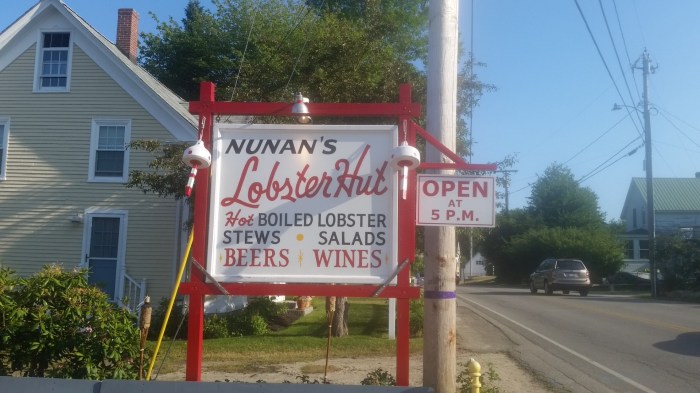 NUNAN'S
Lobster Hut
Hot BOILED LOBSTER
STEWS • SALADS
BEERS WINES
OPEN
AT
5 P.M.